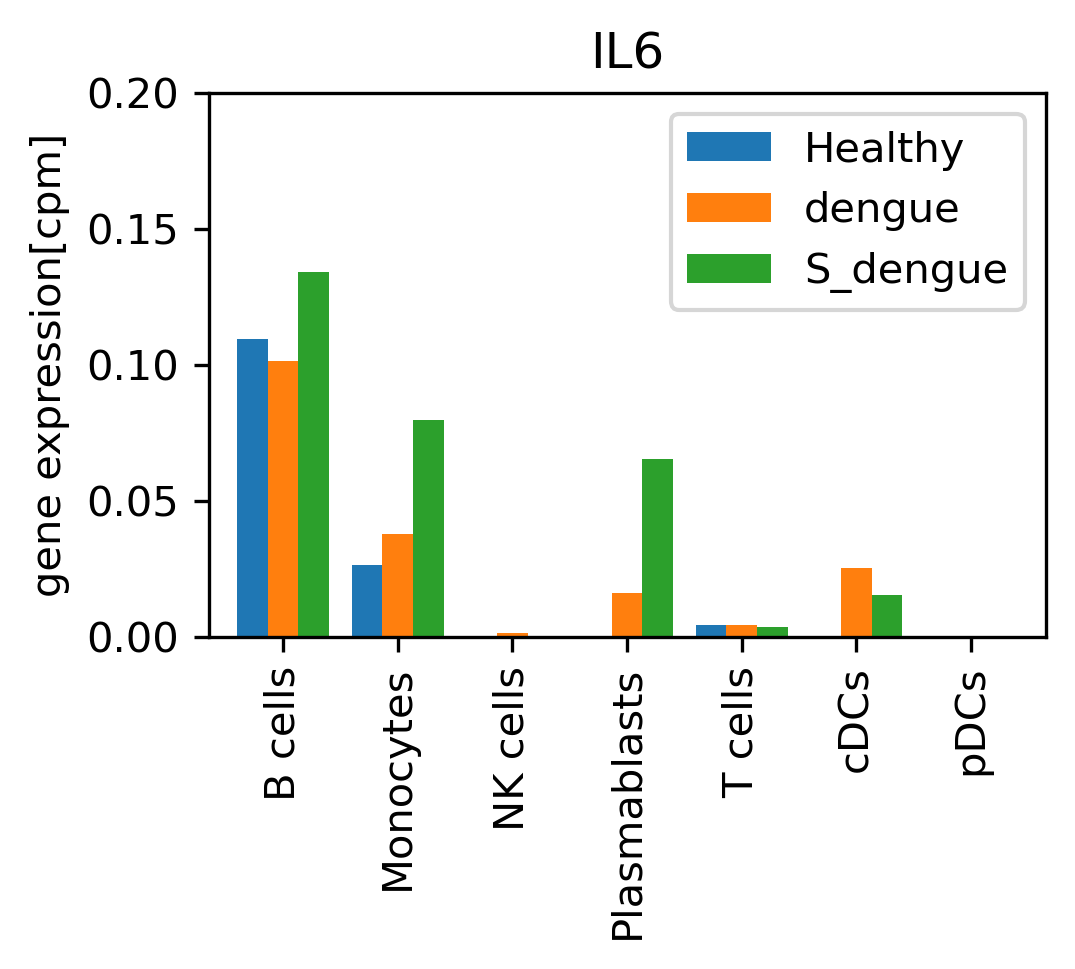 IL6
gene expression[cpm]
0.20
0.15
0.10
0.05
0.00
Healthy
dengue
S_dengue
B cells
Monocytes
NK cells
Plasmablasts
T cells
cDCs
pDCs